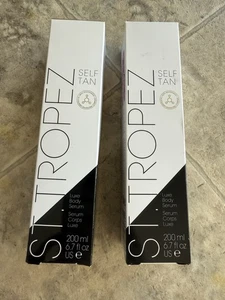 ST.TROPEZ
SELF
TAN
Luxe
Body
Serum
Sérum
Corps
Luxe
200 ml
6.7 fl oz
US e
ST.TROPEZ
SELF
TAN
Luxe
Body
Serum
Sérum
Corps
Luxe
200 ml
6.7 fl oz
US e